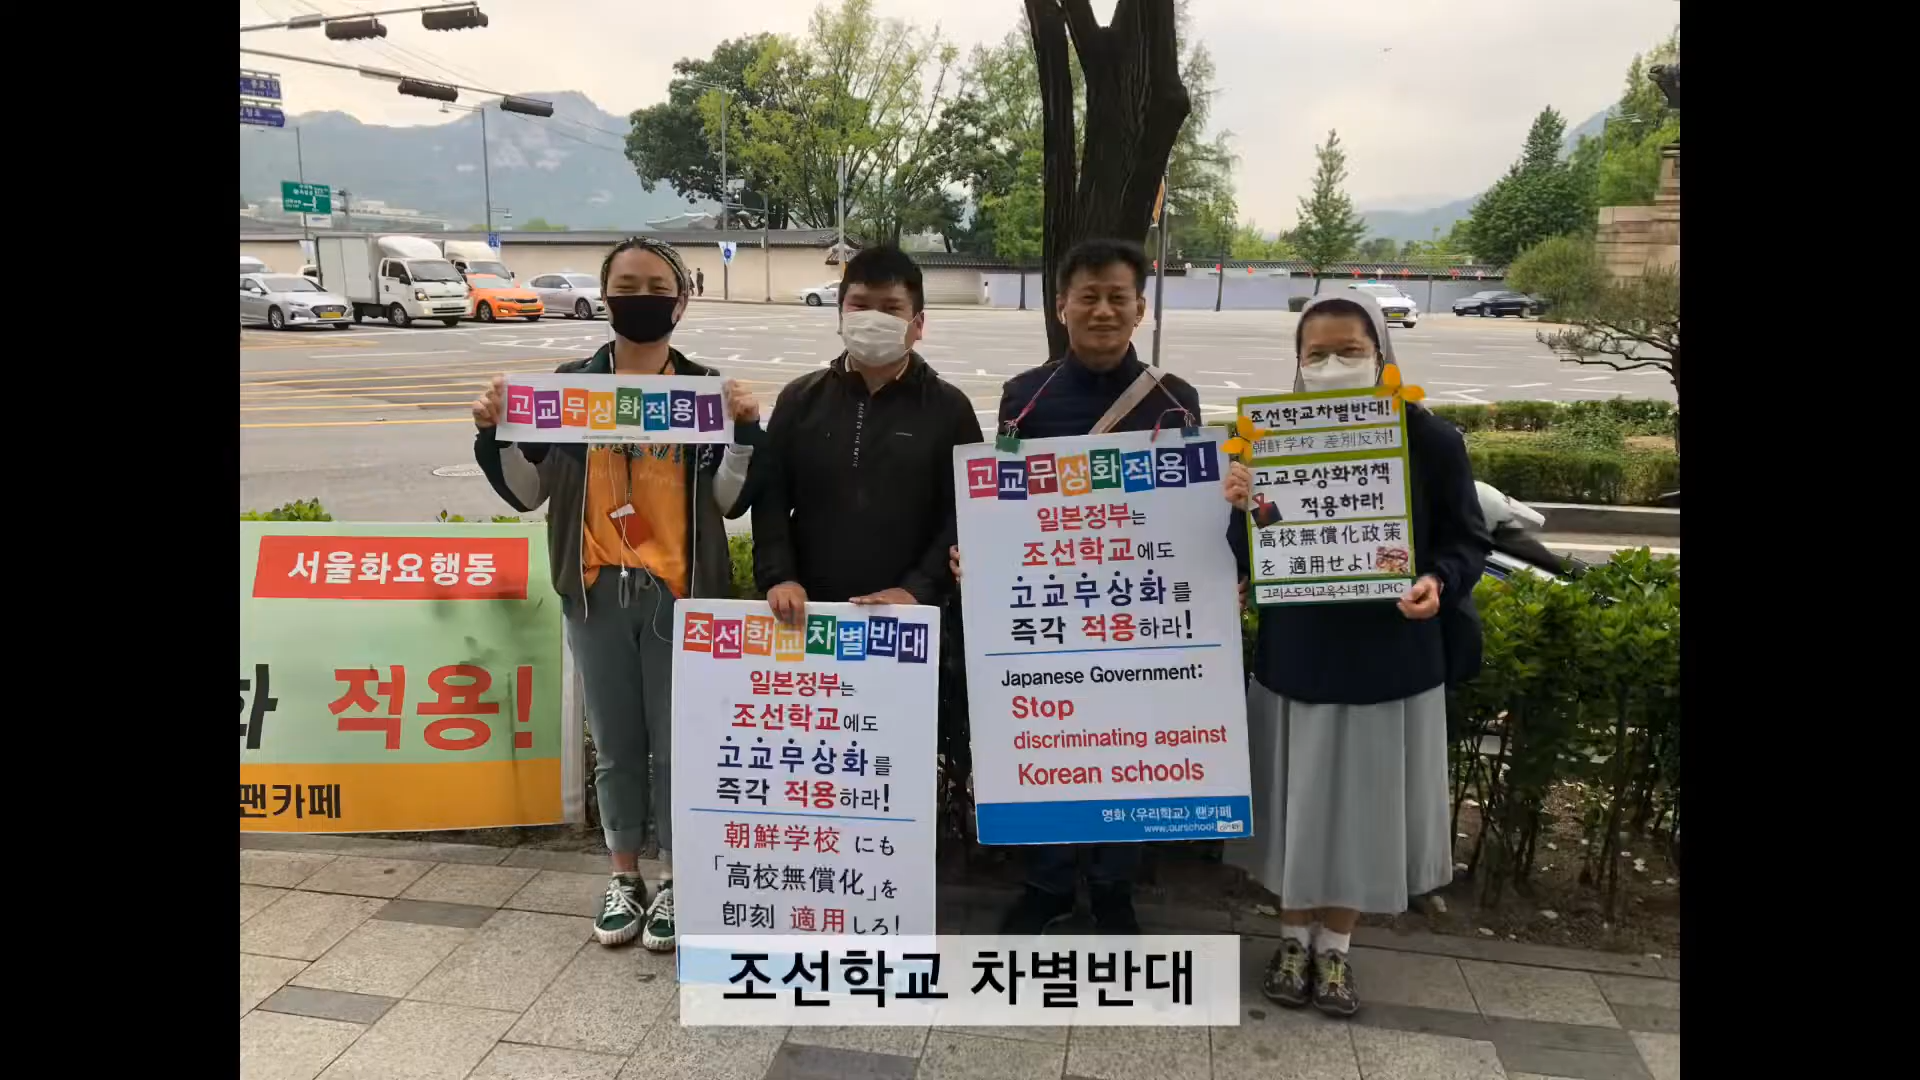 고교무상화적용!
서울화요행동
화 적용!
팬카페
조선학교차별반대
일본정부는
조선학교에도
고교무상화를
즉각 적용하라!
朝鮮学校 にも
「高校無償化」を
即刻 適用しろ!
고교무상화적용!
일본정부는
조선학교에도
고교무상화를
즉각 적용하라!
Japanese Government:
Stop
discriminating against
Korean schools
영화 〈우리학교〉 팬카페
www.ourschool.
조선학교차별반대!
朝鮮学校 差別反対!
고교무상화정책
적용하라!
高校無償化政策
を 適用せよ!
그리스도의교육수녀회 JPIC
조선학교 차별반대